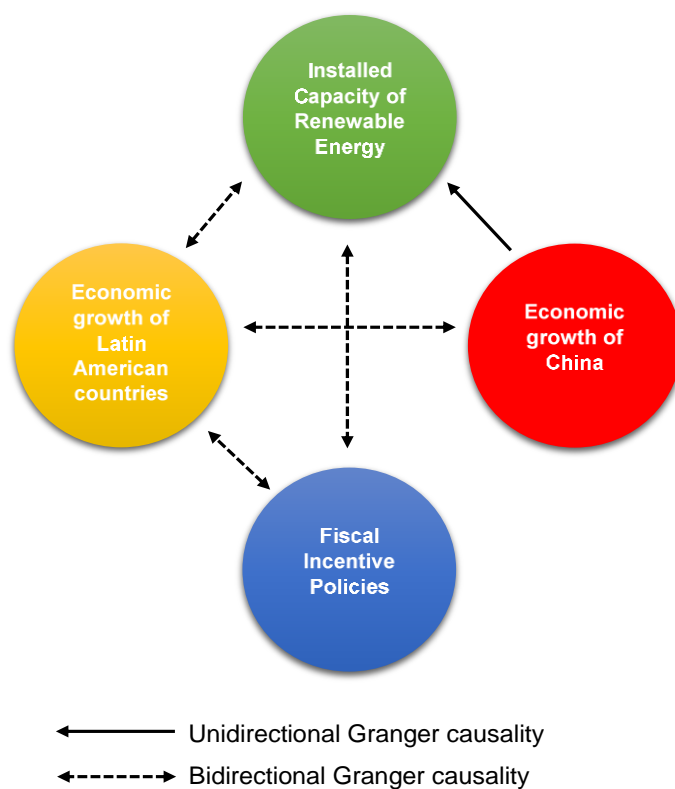 Installed
Capacity of
Renewable
Energy
Economic
growth of
Latin
American
countries
Economic
growth of
China
Fiscal
Incentive
Policies
Unidirectional Granger causality
Bidirectional Granger causality